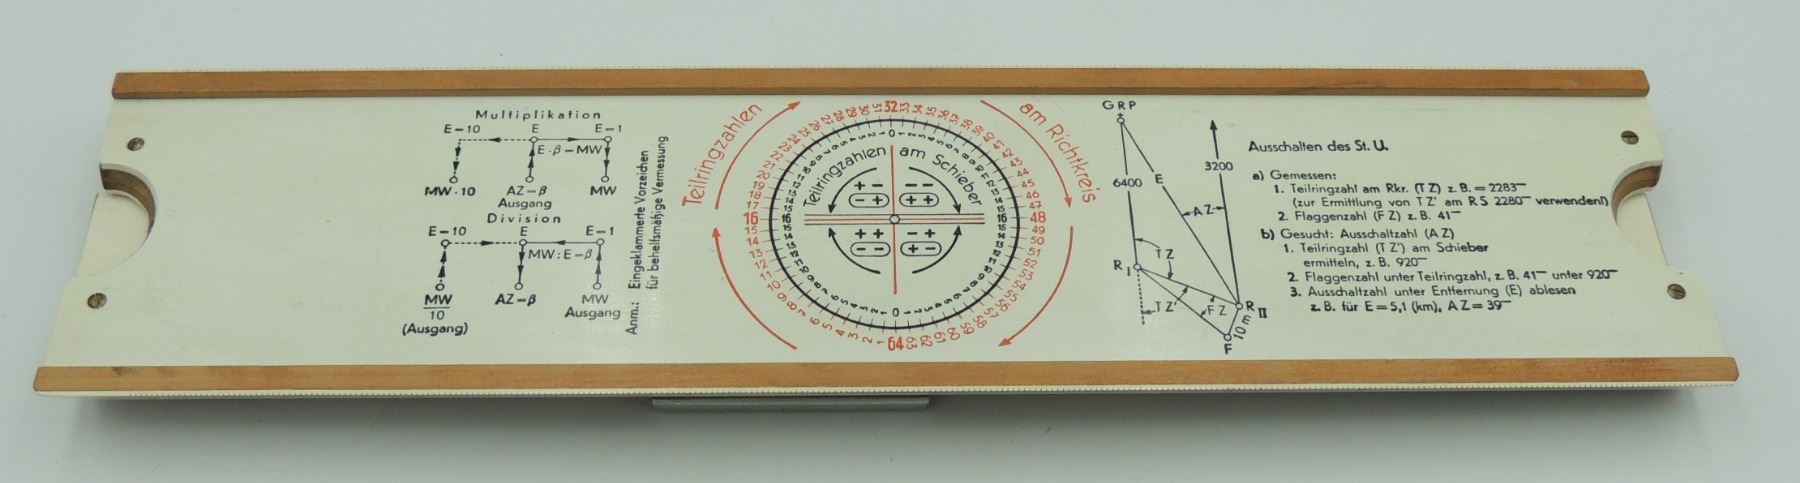 Multiplikation
E-10 E E-1
E·β-MW
MW·10 AZ-β MW
Ausgang
Division
E-10 E E-1
MW:E-β
MW AZ-β MW
10 Ausgang
(Ausgang)
Anm.: Eingeklammerte Vorzeichen
für behelfsmäßige Vermessung
Teilringzahlen am Richtkreis
32
16
48
64
Teilringzahlen am Schieber
0
16 16
0
+ - - -
- + + +
+ + - +
- - + -
GRP
6400
E
3200
AZ
TZ
R I
TZ'
FZ
R II
10 m
F
Ausschalten des St. U.
a) Gemessen:
1. Teilringzahl am Rkr. (TZ) z. B. = 2283⁻
(zur Ermittlung von TZ' am RS 2280⁻ verwenden!)
2. Flaggenzahl (FZ) z. B. 41⁻
b) Gesucht: Ausschaltzahl (AZ)
1. Teilringzahl (TZ') am Schieber
ermitteln, z. B. 920⁻
2. Flaggenzahl unter Teilringzahl, z. B. 41⁻ unter 920⁻
3. Ausschaltzahl unter Entfernung (E) ablesen
z. B. für E=5,1 (km), AZ=39⁻